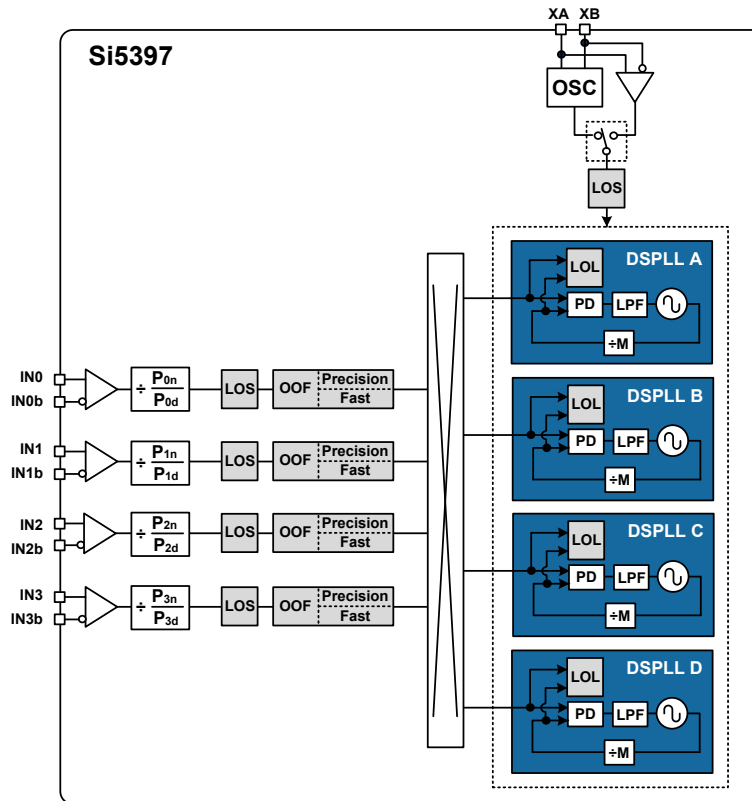 XA XB
Si5397
OSC
LOS
DSPLL A
LOL
PD LPF
÷M
IN0
IN0b
÷ P0n
P0d
LOS
OOF
Precision
Fast
DSPLL B
LOL
PD LPF
÷M
IN1
IN1b
÷ P1n
P1d
LOS
OOF
Precision
Fast
IN2
IN2b
÷ P2n
P2d
LOS
OOF
Precision
Fast
DSPLL C
LOL
PD LPF
÷M
IN3
IN3b
÷ P3n
P3d
LOS
OOF
Precision
Fast
DSPLL D
LOL
PD LPF
÷M